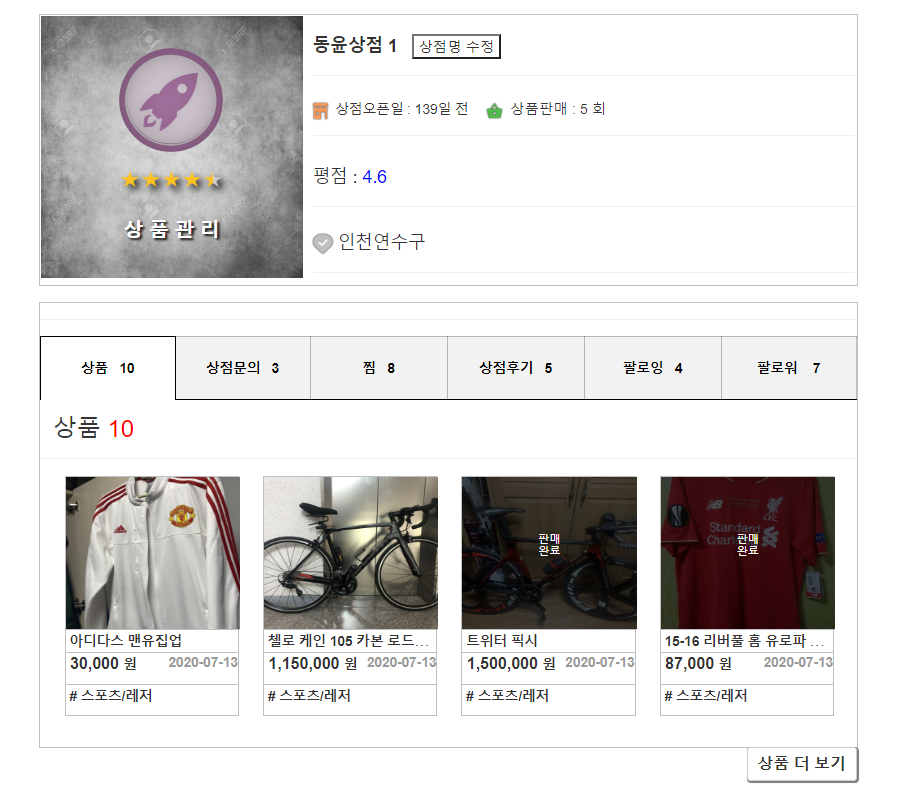 동윤상점 1 상점명 수정
상점오픈일 : 139일 전 상품판매 : 5 회
평점 : 4.6
상 품 관 리
인천연수구
상품 10 상점문의 3 찜 8 상점후기 5 팔로잉 4 팔로워 7
상품 10
adidas
NB
LFC
Standard
Char
판매
완료
판매
완료
아디다스 맨유집업
30,000 원 2020-07-13
# 스포츠/레저
첼로 케인 105 카본 로드...
1,150,000 원 2020-07-13
# 스포츠/레저
트위터 픽시
1,500,000 원 2020-07-13
# 스포츠/레저
15-16 리버풀 홈 유로파 ...
87,000 원 2020-07-13
# 스포츠/레저
상품 더 보기